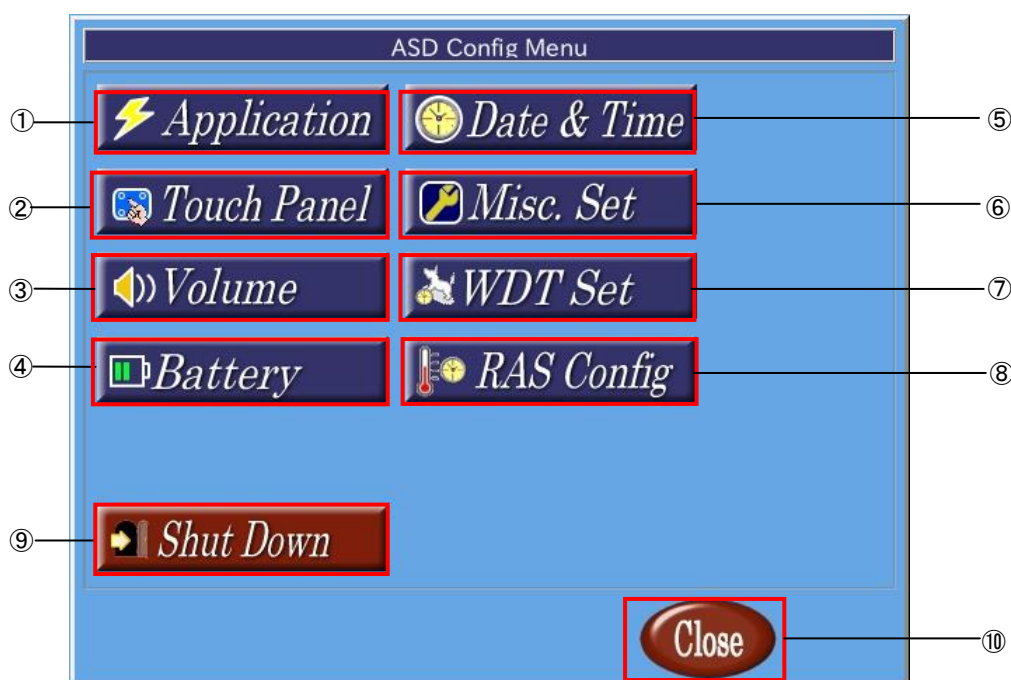 ASD Config Menu
① Application
Date & Time ⑤
② Touch Panel
Misc. Set ⑥
③ Volume
WDT Set ⑦
④ Battery
RAS Config ⑧
⑨ Shut Down
Close ⑩